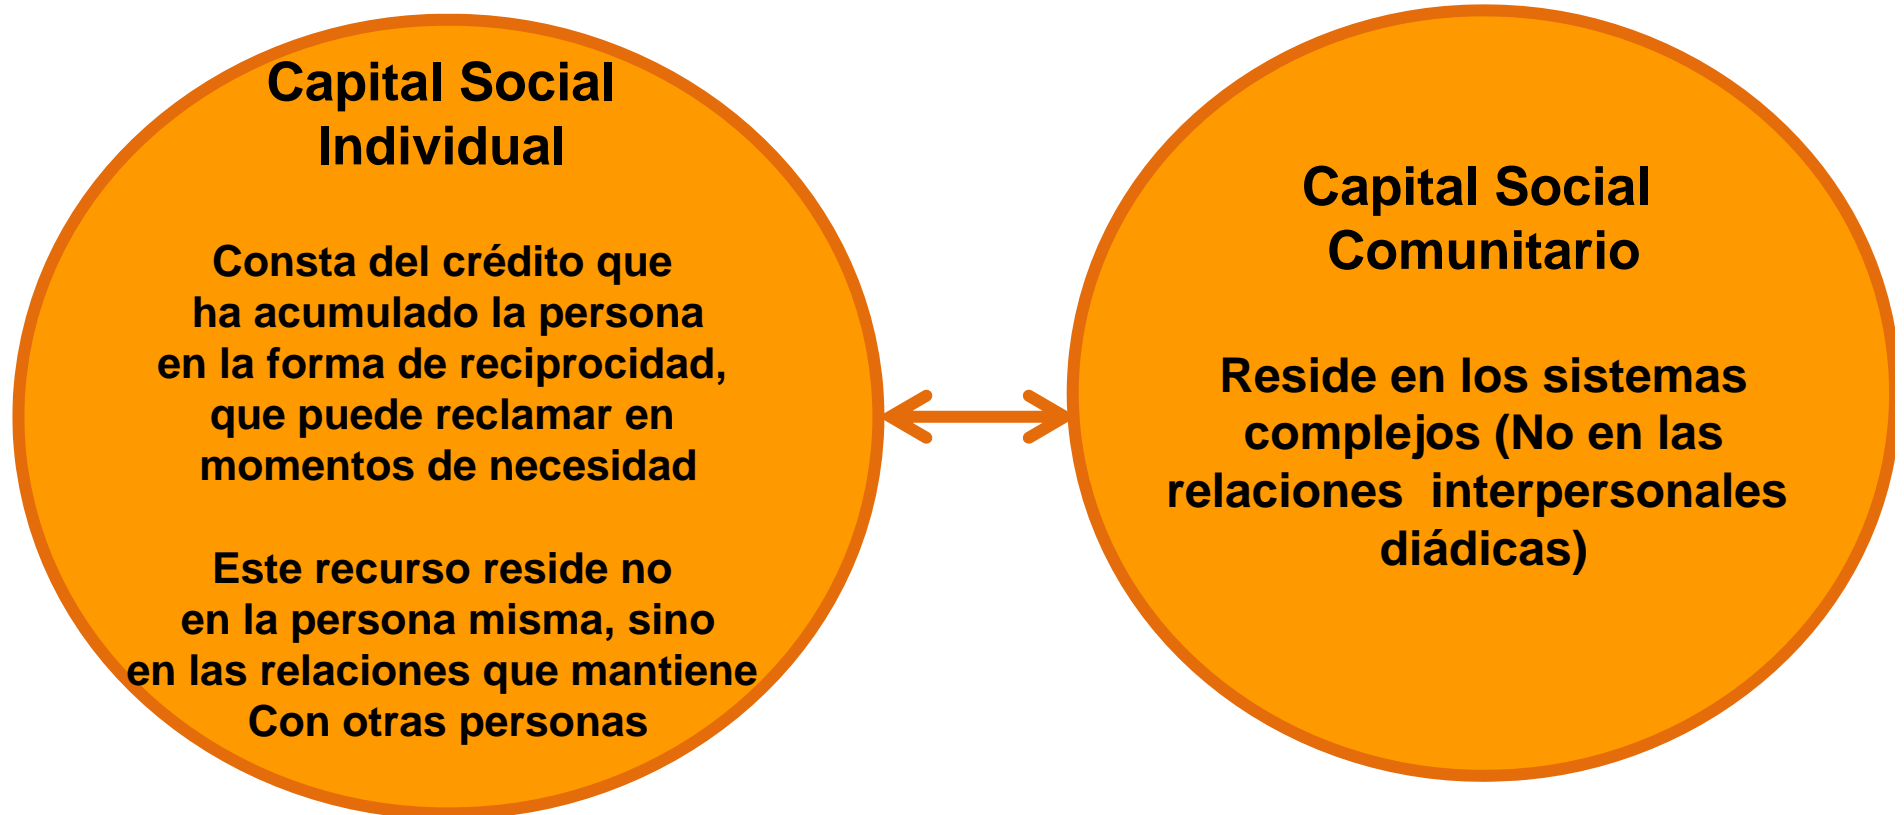 Capital Social
Individual
Consta del crédito que
ha acumulado la persona
en la forma de reciprocidad,
que puede reclamar en
momentos de necesidad
Este recurso reside no
en la persona misma, sino
en las relaciones que mantiene
Con otras personas
Capital Social
Comunitario
Reside en los sistemas
complejos (No en las
relaciones  interpersonales
diádicas)